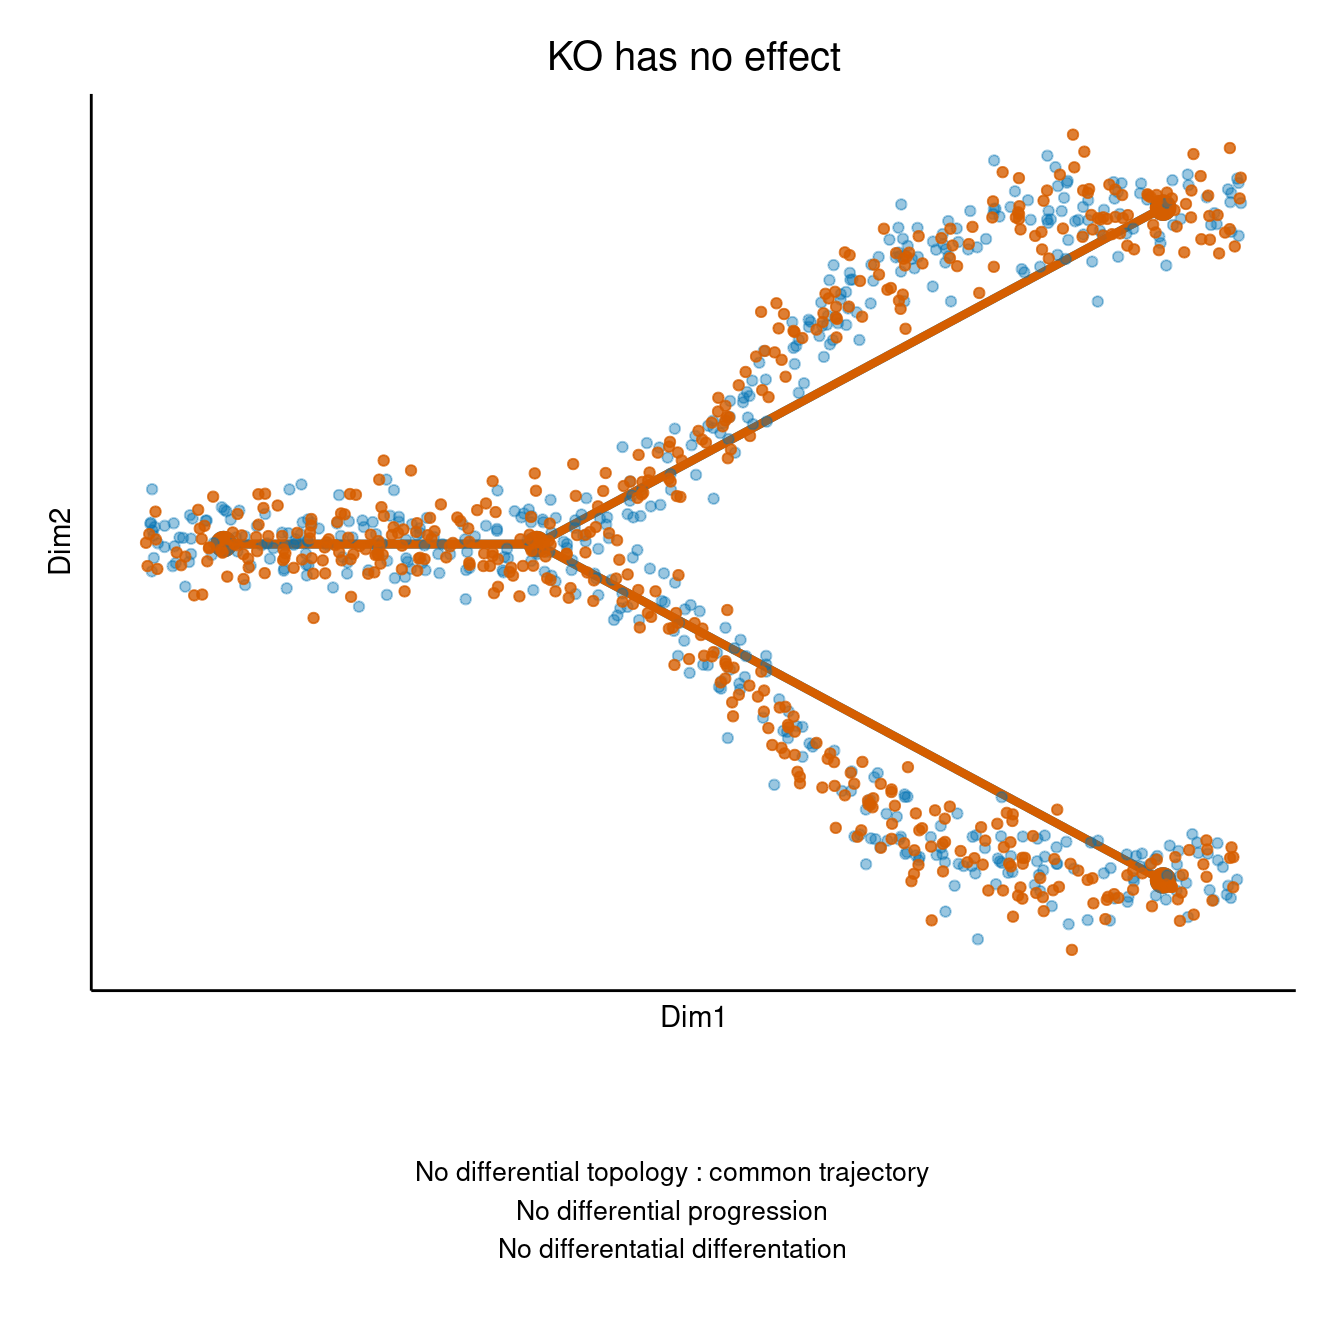 KO has no effect
Dim2
Dim1
No differential topology : common trajectory
No differential progression
No differentatial differentation